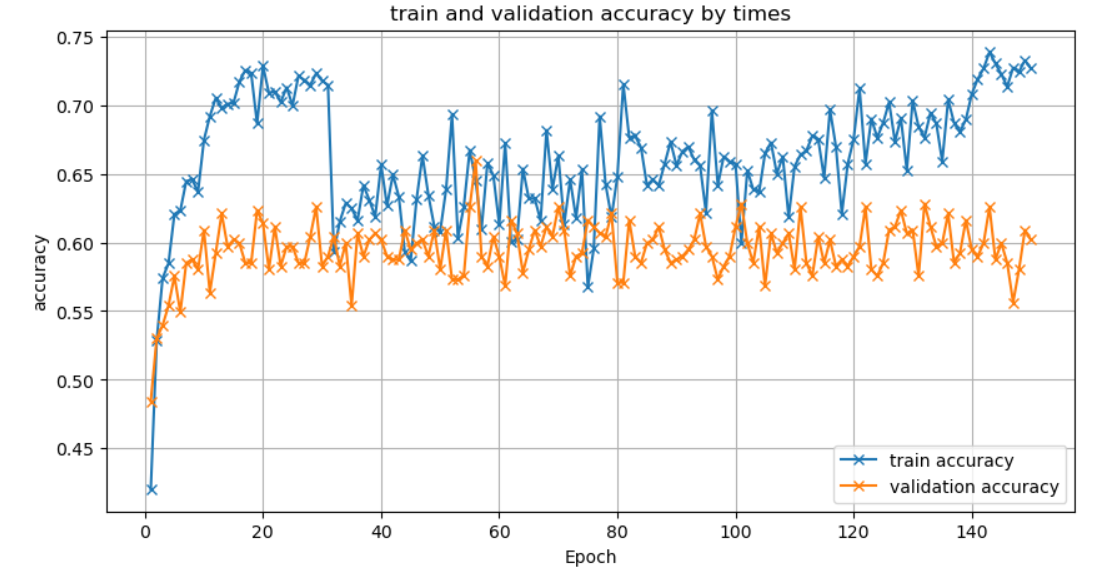 train and validation accuracy by times
0.75
0.70
0.65
0.60
0.55
0.50
0.45
accuracy
train accuracy
validation accuracy
0 20 40 60 80 100 120 140
Epoch